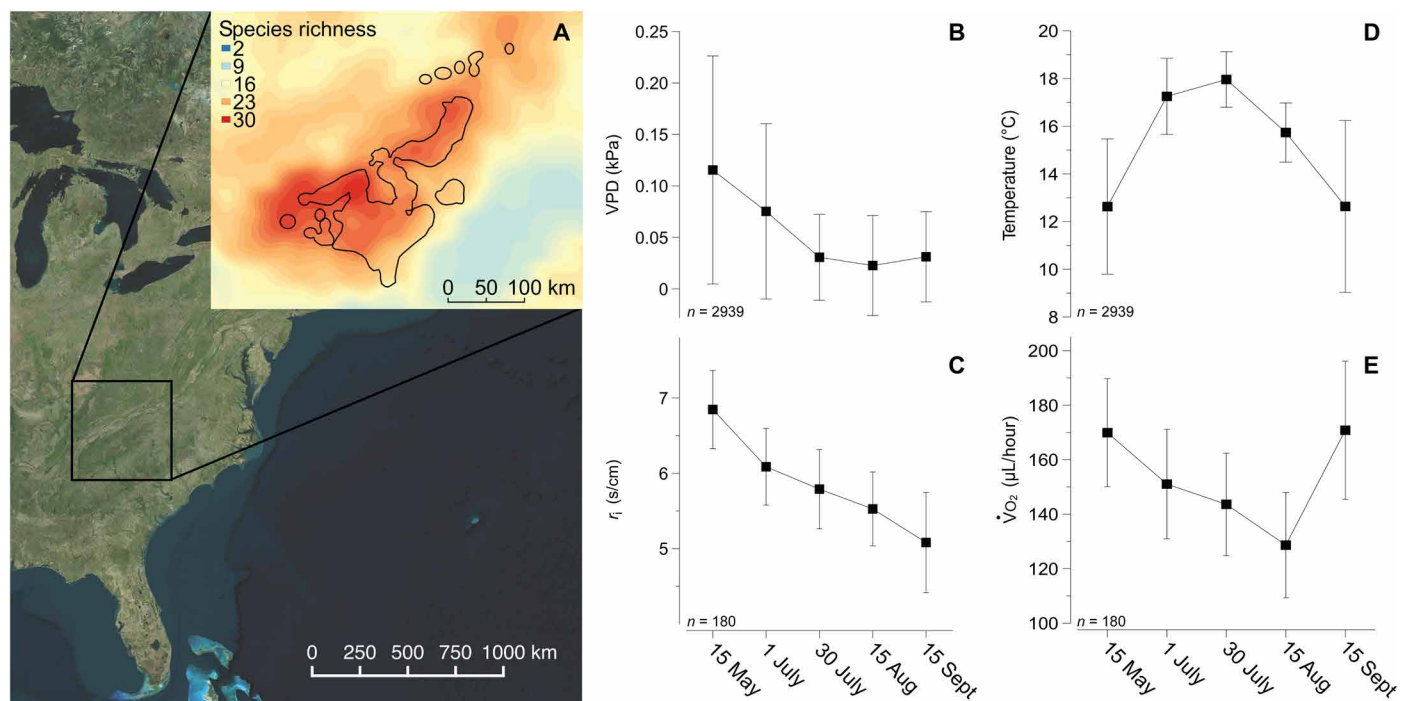 Species richness
A
2
9
16
23
30
0 50 100 km
0 250 500 750 1000 km
B
0.25
0.20
0.15
0.10
0.05
0
VPD (kPa)
n = 2939
C
7
6
5
ri (s/cm)
n = 180
15 May
1 July
30 July
15 Aug
15 Sept
D
20
18
16
14
12
10
8
Temperature (°C)
n = 2939
E
200
180
160
140
120
100
V̇O₂ (µL/hour)
n = 180
15 May
1 July
30 July
15 Aug
15 Sept